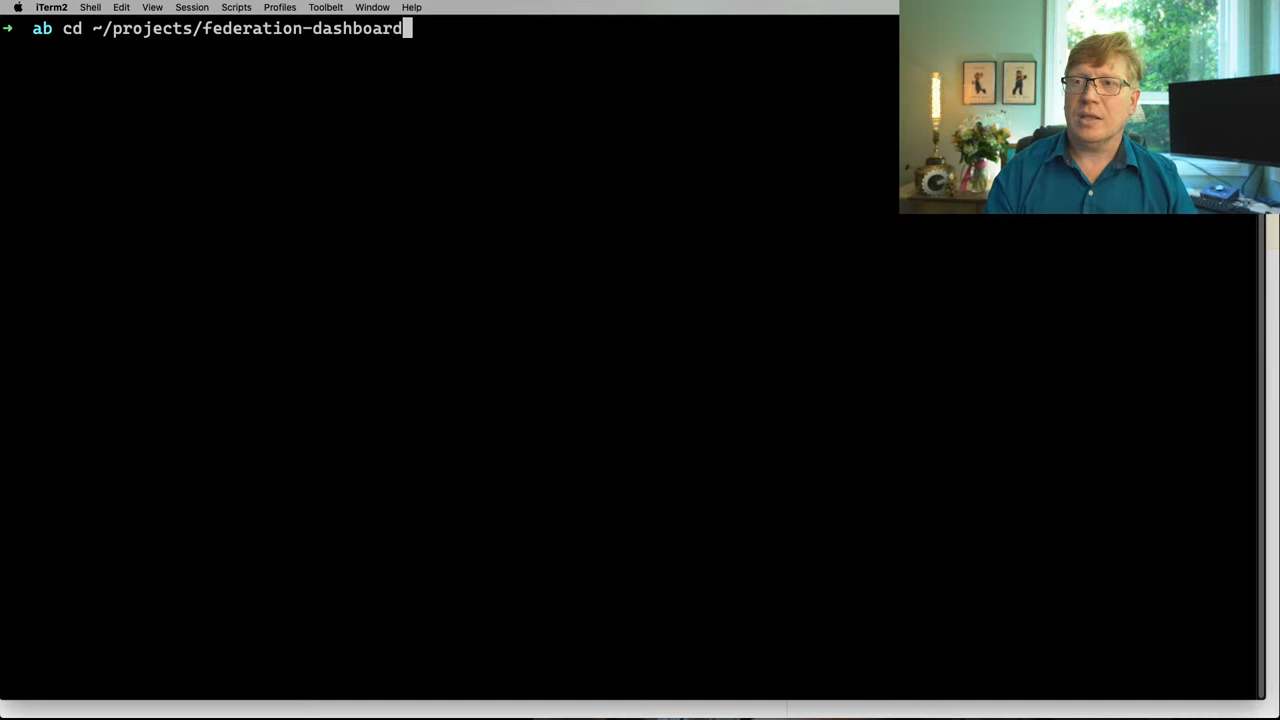 iTerm2 Shell Edit View Session Scripts Profiles Toolbelt Window Help
➜ ab cd ~/projects/federation-dashboard